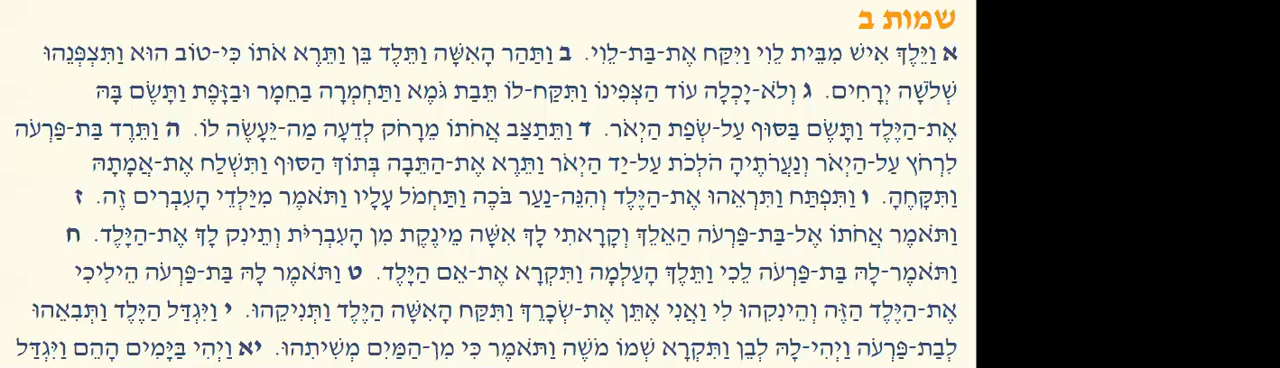 שמות ב
א וַיֵּלֶךְ אִישׁ מִבֵּית לֵוִי וַיִּקַּח אֶת-בַּת-לֵוִי. ב וַתַּהַר הָאִשָּׁה וַתֵּלֶד בֵּן וַתֵּרֶא אֹתוֹ כִּי-טוֹב הוּא וַתִּצְפְּנֵהוּ
שְׁלֹשָׁה יְרָחִים. ג וְלֹא-יָכְלָה עוֹד הַצְּפִינוֹ וַתִּקַּח-לוֹ תֵּבַת גֹּמֶא וַתַּחְמְרָה בַחֵמָר וּבַזָּפֶת וַתָּשֶׂם בָּהּ
אֶת-הַיֶּלֶד וַתָּשֶׂם בַּסּוּף עַל-שְׂפַת הַיְאֹר. ד וַתֵּתַצַּב אֲחֹתוֹ מֵרָחֹק לְדֵעָה מַה-יֵּעָשֶׂה לוֹ. ה וַתֵּרֶד בַּת-פַּרְעֹה
לִרְחֹץ עַל-הַיְאֹר וְנַעֲרֹתֶיהָ הֹלְכֹת עַל-יַד הַיְאֹר וַתֵּרֶא אֶת-הַתֵּבָה בְּתוֹךְ הַסּוּף וַתִּשְׁלַח אֶת-אֲמָתָהּ
וַתִּקָּחֶהָ. ו וַתִּפְתַּח וַתִּרְאֵהוּ אֶת-הַיֶּלֶד וְהִנֵּה-נַעַר בֹּכֶה וַתַּחְמֹל עָלָיו וַתֹּאמֶר מִיַּלְדֵי הָעִבְרִים זֶה. ז
וַתֹּאמֶר אֲחֹתוֹ אֶל-בַּת-פַּרְעֹה הַאֵלֵךְ וְקָרָאתִי לָךְ אִשָּׁה מֵינֶקֶת מִן הָעִבְרִיֹּת וְתֵינִק לָךְ אֶת-הַיָּלֶד. ח
וַתֹּאמֶר-לָהּ בַּת-פַּרְעֹה לֵכִי וַתֵּלֶךְ הָעַלְמָה וַתִּקְרָא אֶת-אֵם הַיָּלֶד. ט וַתֹּאמֶר לָהּ בַּת-פַּרְעֹה הֵילִיכִי
אֶת-הַיֶּלֶד הַזֶּה וְהֵינִקִהוּ לִי וַאֲנִי אֶתֵּן אֶת-שְׂכָרֵךְ וַתִּקַּח הָאִשָּׁה הַיֶּלֶד וַתְּנִיקֵהוּ. י וַיִּגְדַּל הַיֶּלֶד וַתְּבִאֵהוּ
לְבַת-פַּרְעֹה וַיְהִי-לָהּ לְבֵן וַתִּקְרָא שְׁמוֹ מֹשֶׁה וַתֹּאמֶר כִּי מִן-הַמַּיִם מְשִׁיתִהוּ. יא וַיְהִי בַּיָּמִים הָהֵם וַיִּגְדַּל